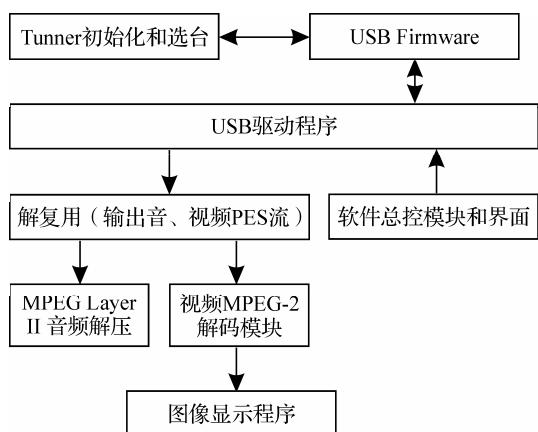 Tunner初始化和选台
USB Firmware
USB驱动程序
解复用（输出音、视频PES流）
软件总控模块和界面
MPEG Layer
II 音频解压
视频MPEG-2
解码模块
图像显示程序